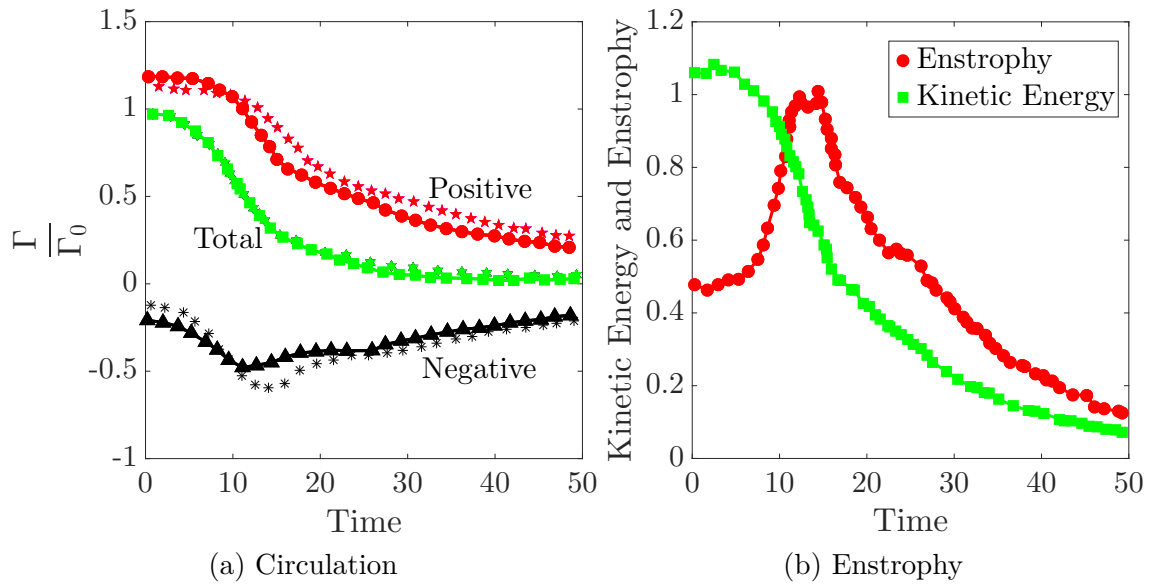 1.5
1
0.5
0
-0.5
-1
Γ
Γ0
Positive
Total
Negative
0 10 20 30 40 50
Time
(a) Circulation
1.2
1
0.8
0.6
0.4
0.2
0
Kinetic Energy and Enstrophy
Enstrophy
Kinetic Energy
0 10 20 30 40 50
Time
(b) Enstrophy